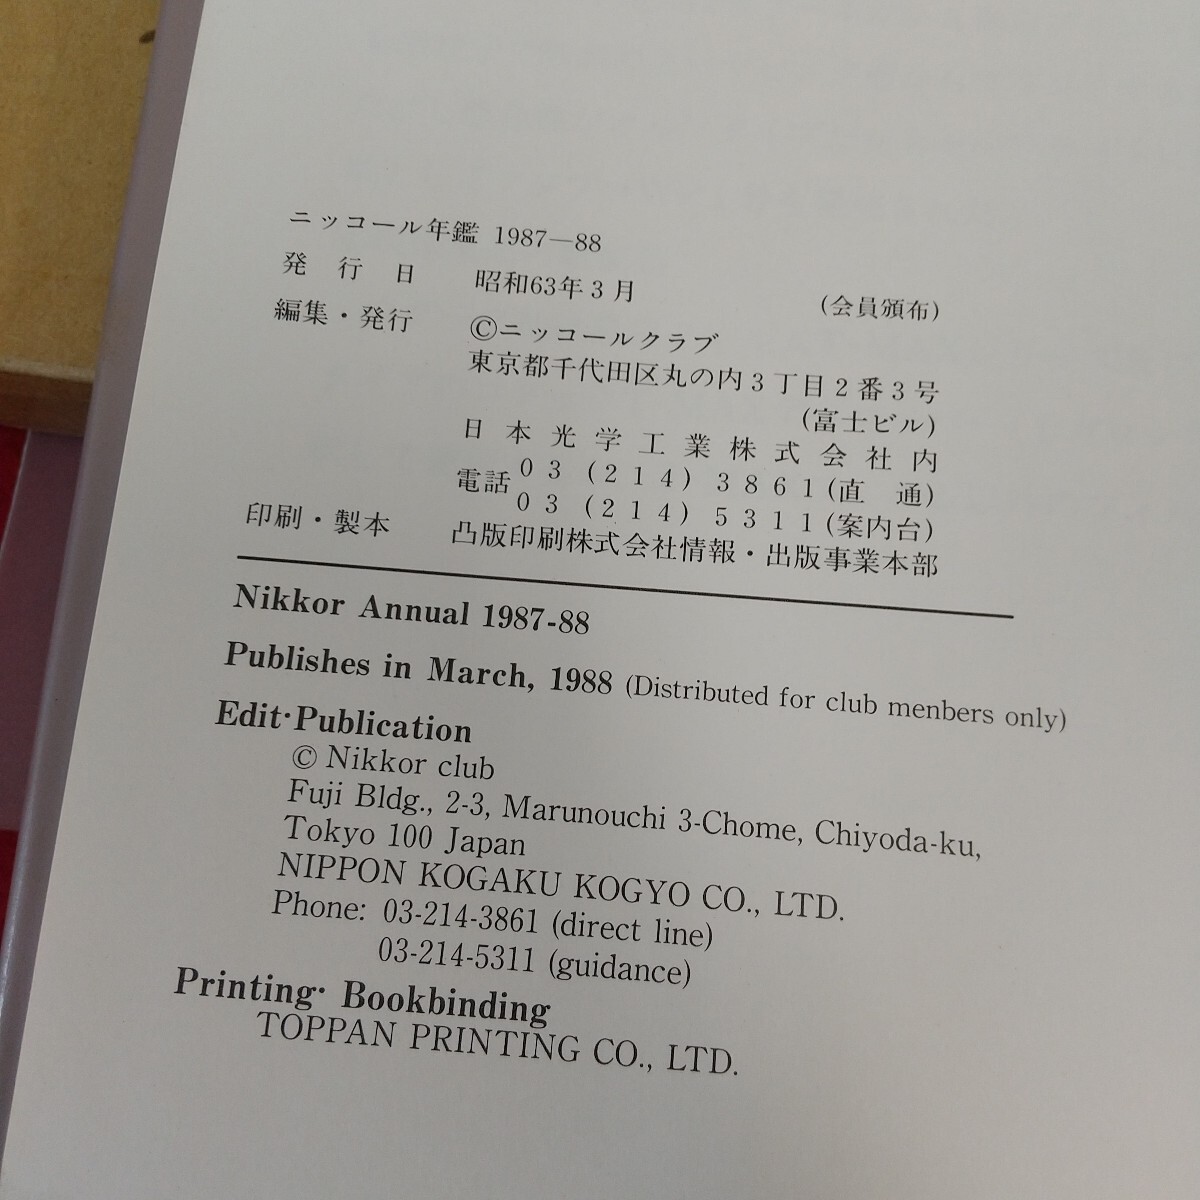 ニッコール年鑑 1987—88
発行日 昭和63年3月 (会員頒布)
編集・発行 ©ニッコールクラブ
東京都千代田区丸の内3丁目2番3号
(富士ビル)
日本光学工業株式会社内
電話 03(214)3861(直通)
03(214)5311(案内台)
印刷・製本 凸版印刷株式会社情報・出版事業本部
Nikkor Annual 1987-88
Publishes in March, 1988 (Distributed for club menbers only)
Edit·Publication
© Nikkor club
Fuji Bldg., 2-3, Marunouchi 3-Chome, Chiyoda-ku,
Tokyo 100 Japan
NIPPON KOGAKU KOGYO CO., LTD.
Phone: 03-214-3861 (direct line)
03-214-5311 (guidance)
Printing· Bookbinding
TOPPAN PRINTING CO., LTD.